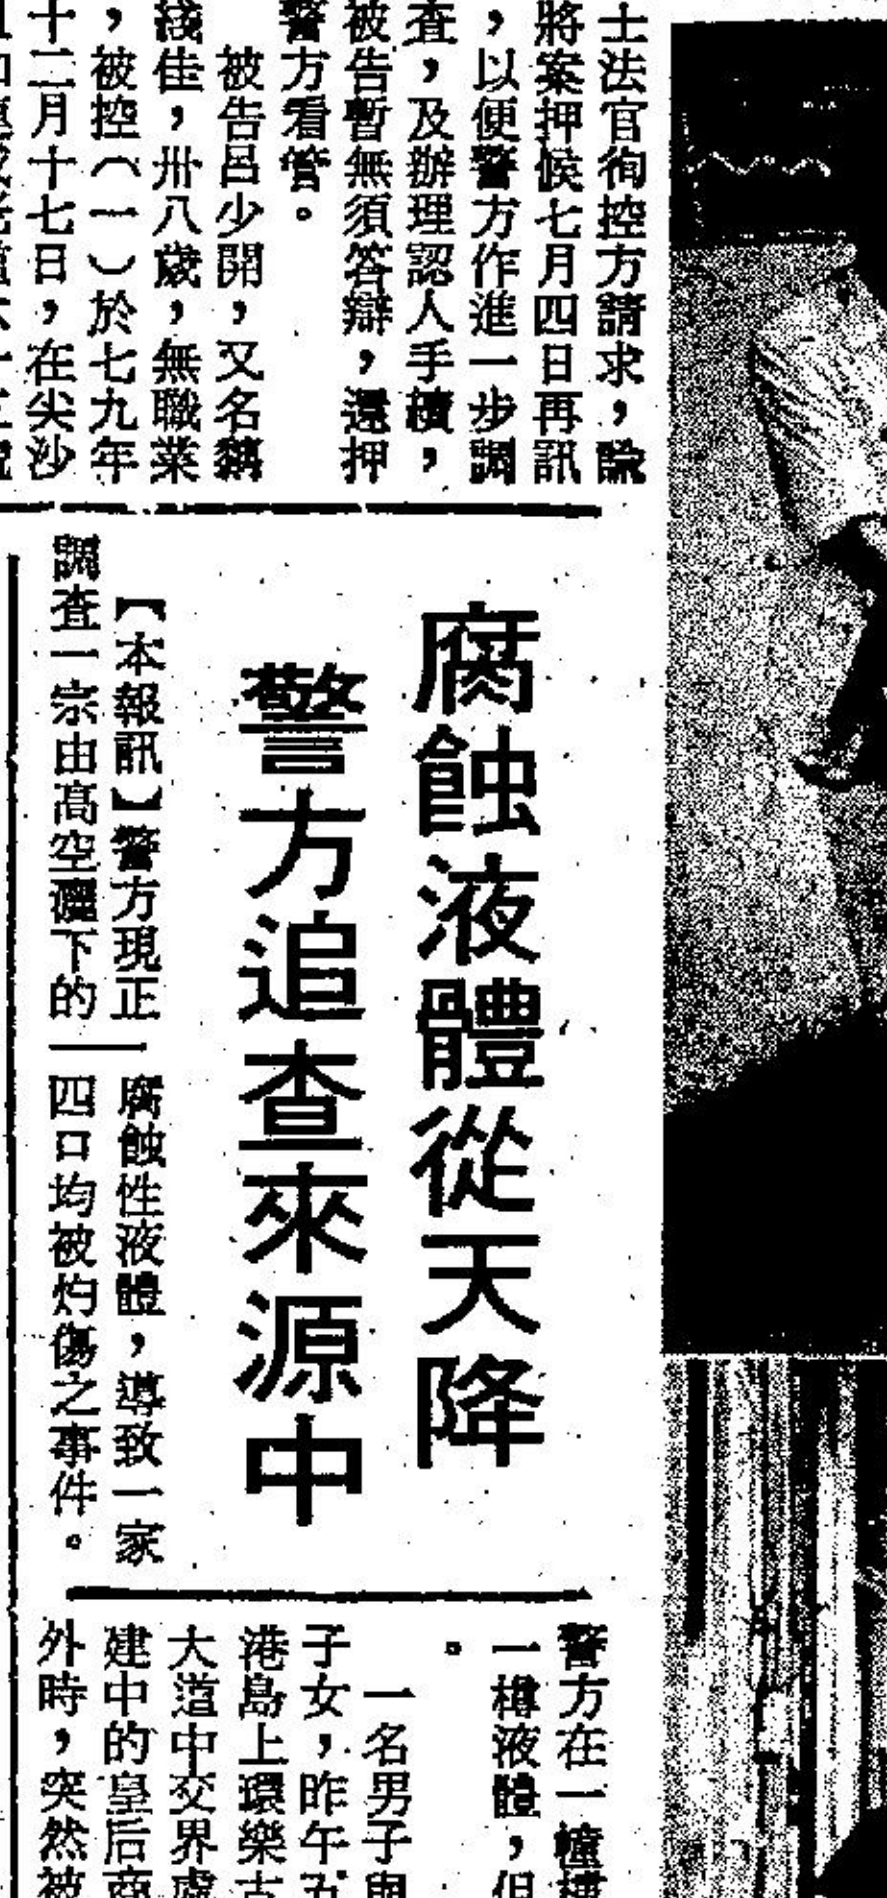 士法官徇控方請求，諭
將案押候七月四日再訊
，以便警方作進一步調
查，及辦理認人手續，
被告暫無須答辯，還押
警方看管。
被告呂少開，又名
淺佳，卅八歲，無職業
，被控（一）於七九年
十二月十七日，在尖沙
腐蝕液體從天降
警方追查來源中
【本報訊】警方現正
調查一宗由高空灑下的
腐蝕性液體，導致一家
四口均被灼傷之事件。
警方在一幢樓
一樽液體，但
。
一名男子與
子女，昨午五
港島上環樂古
大道中交界處
建中的皇后商
外時，突然被